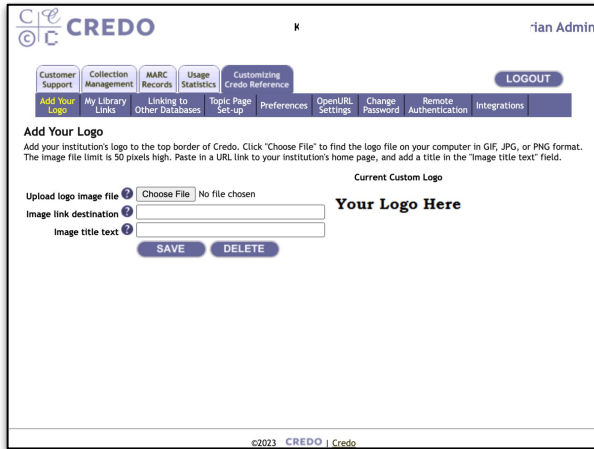 CREDO
K
rian Admin
Customer Support
Collection Management
MARC Records
Usage Statistics
Customizing Credo Reference
LOGOUT
Add Your Logo
My Library Links
Linking to Other Databases
Topic Page Set-up
Preferences
OpenURL Settings
Change Password
Remote Authentication
Integrations
Add Your Logo
Add your institution's logo to the top border of Credo. Click "Choose File" to find the logo file on your computer in GIF, JPG, or PNG format.
The image file limit is 50 pixels high. Paste in a URL link to your institution's home page, and add a title in the "Image title text" field.
Current Custom Logo
Upload logo image file ? Choose File No file chosen
Your Logo Here
Image link destination ?
Image title text ?
SAVE DELETE
©2023 CREDO | Credo